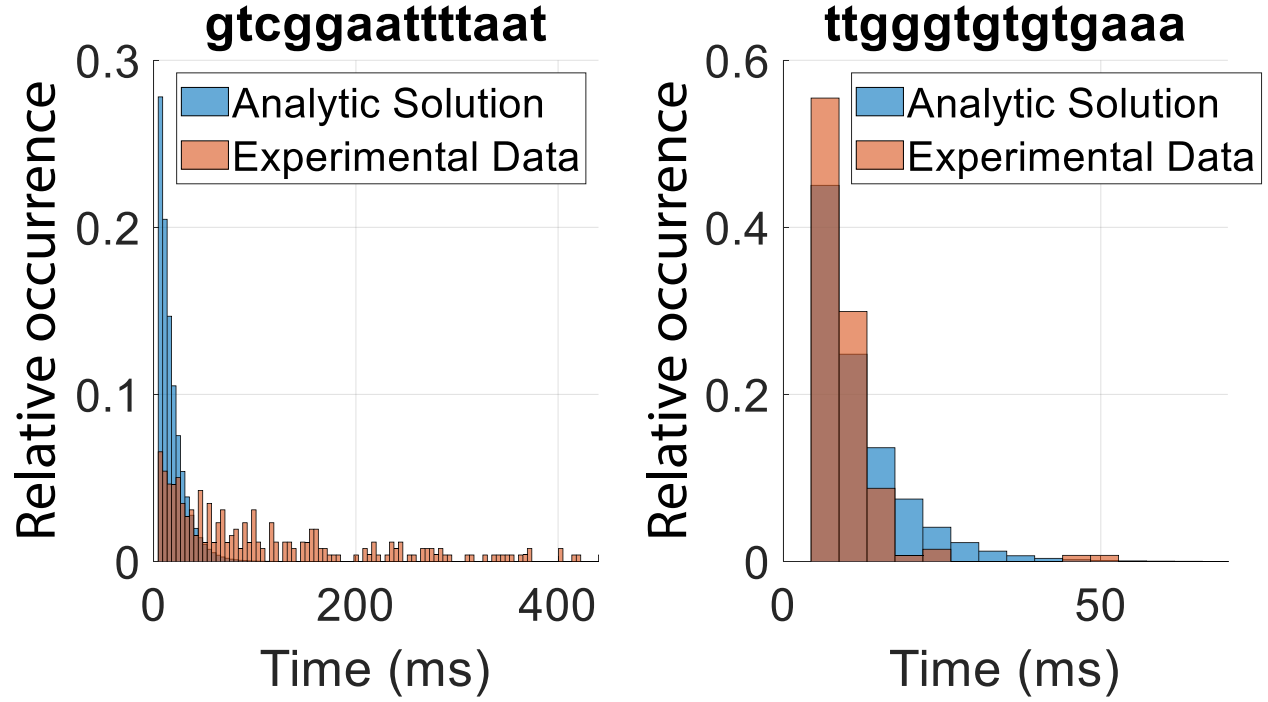 gtcggaattttaat
0.3
0.2
0.1
0
Relative occurrence
Analytic Solution
Experimental Data
0
200
400
Time (ms)
ttgggtgtgtgaaa
0.6
0.4
0.2
0
Relative occurrence
Analytic Solution
Experimental Data
0
50
Time (ms)